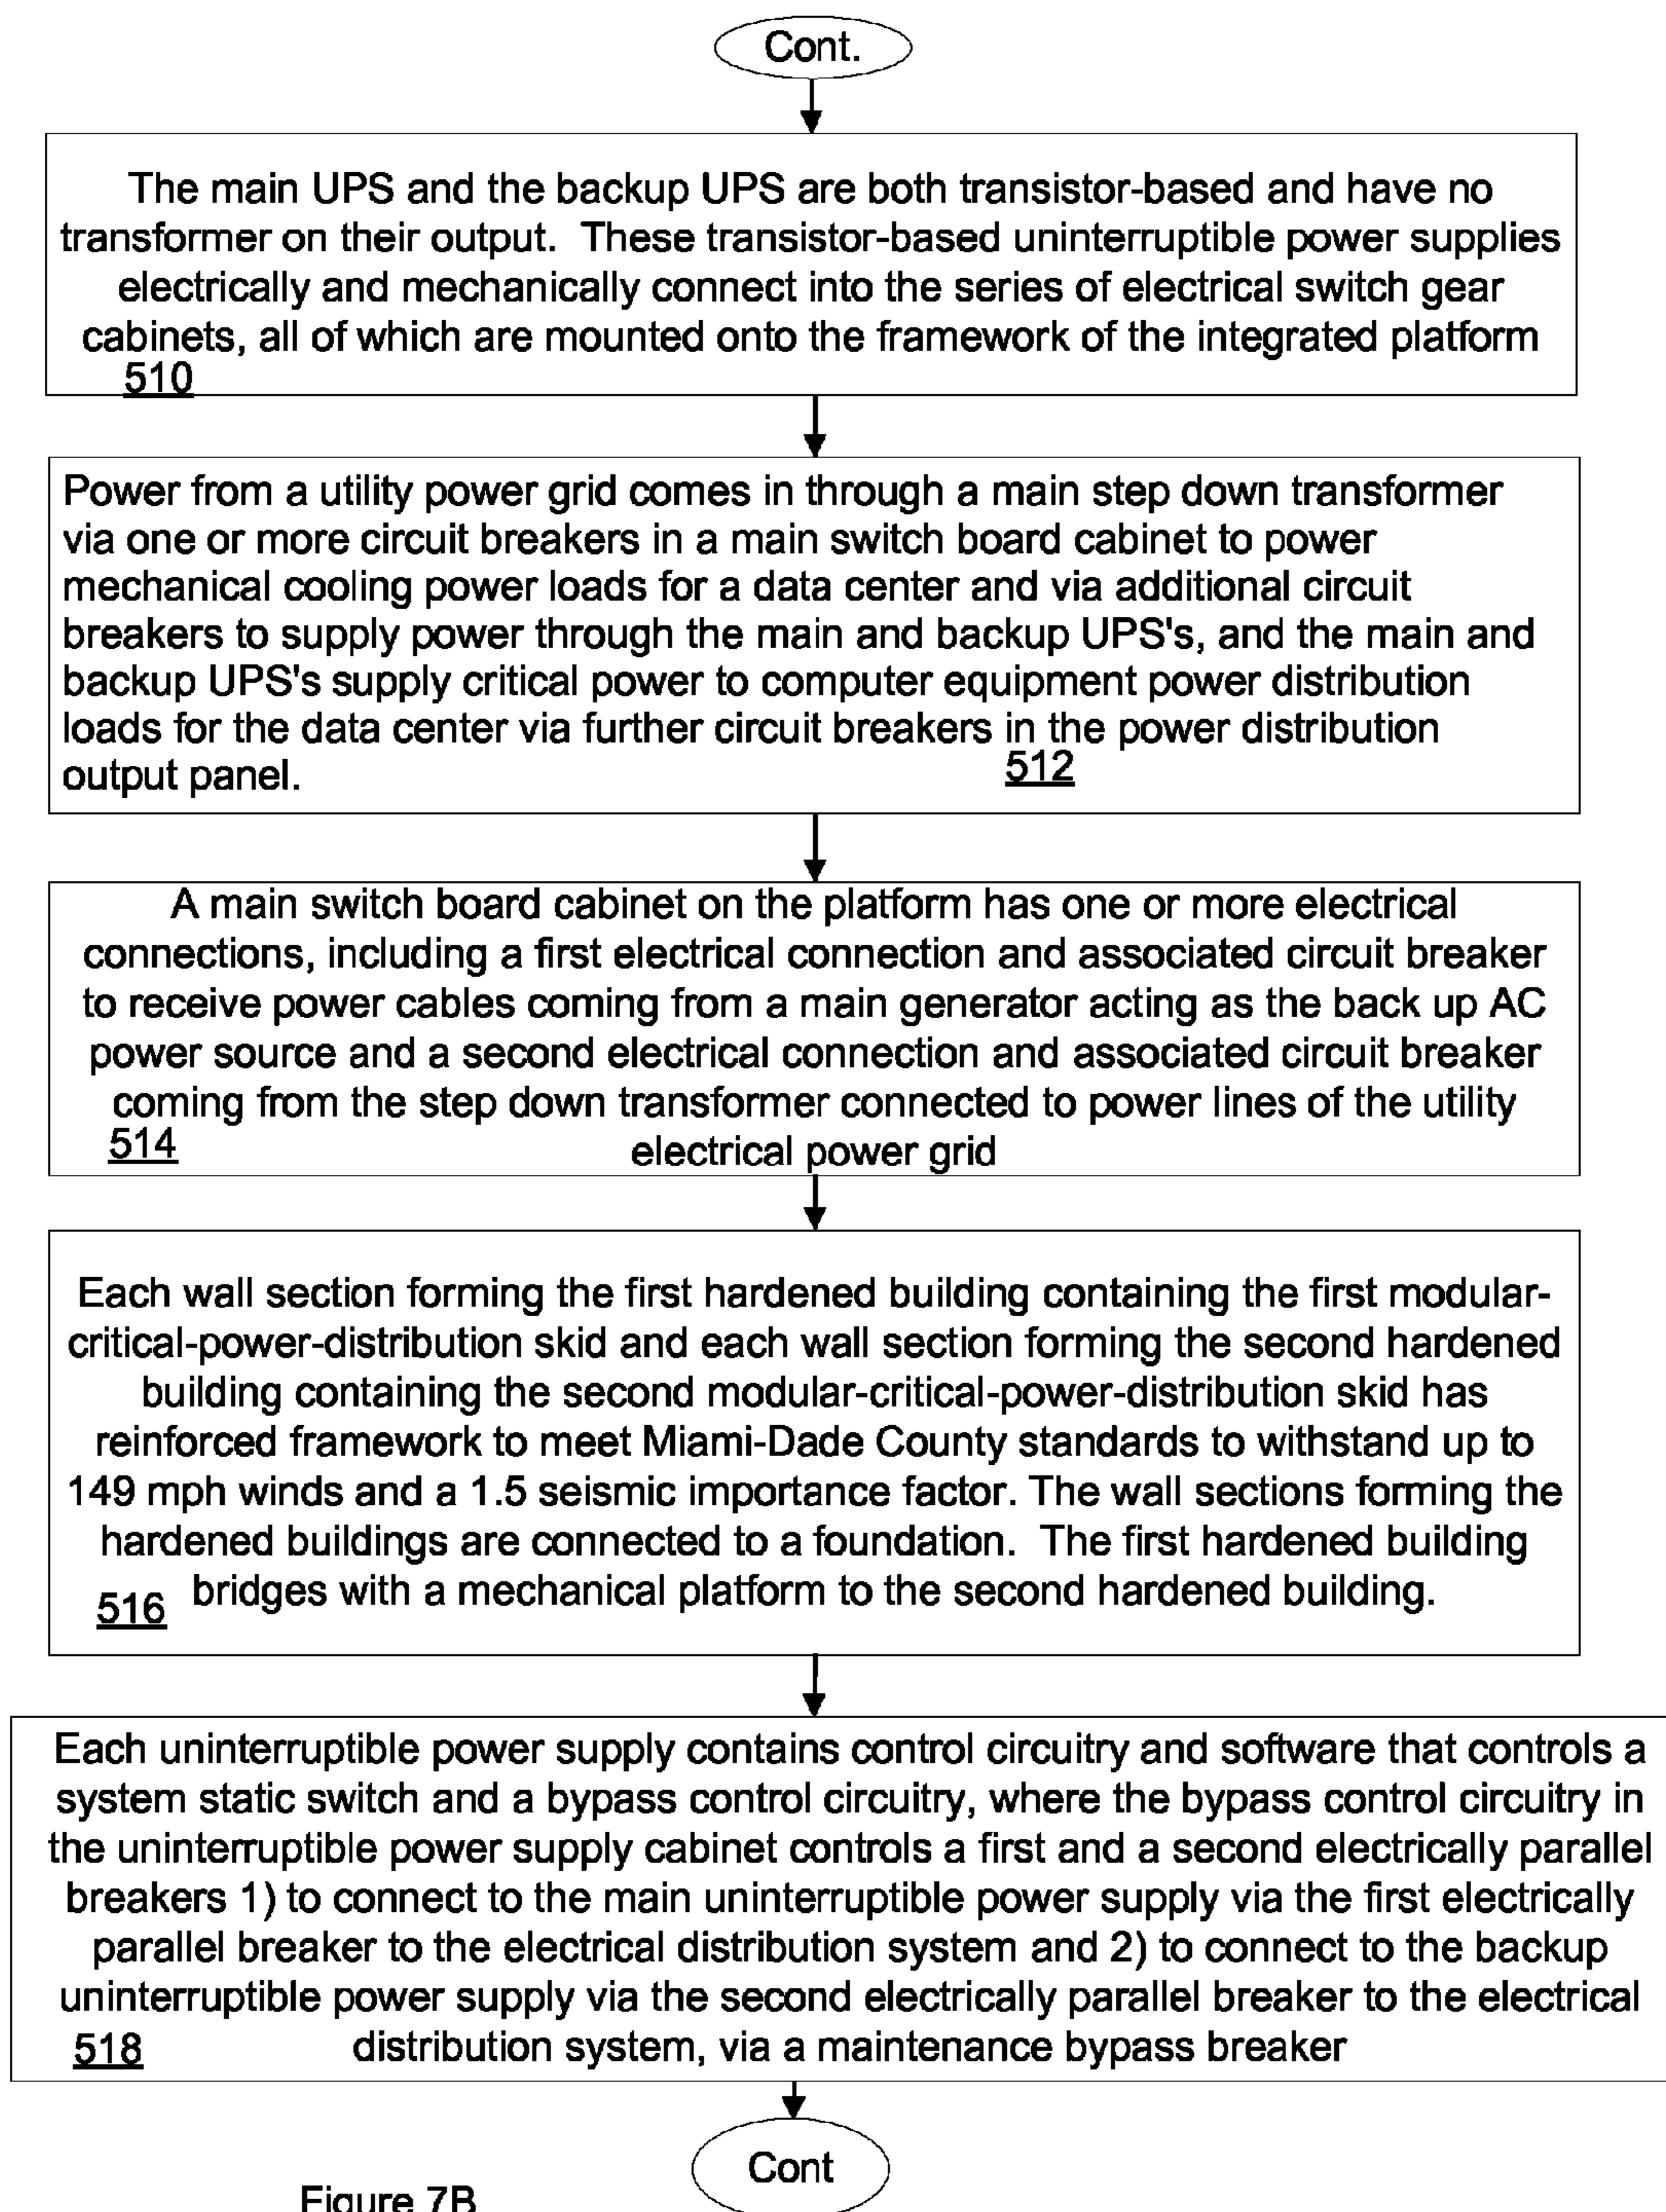 Cont.
The main UPS and the backup UPS are both transistor-based and have no
transformer on their output.  These transistor-based uninterruptible power supplies
electrically and mechanically connect into the series of electrical switch gear
cabinets, all of which are mounted onto the framework of the integrated platform
510
Power from a utility power grid comes in through a main step down transformer
via one or more circuit breakers in a main switch board cabinet to power
mechanical cooling power loads for a data center and via additional circuit
breakers to supply power through the main and backup UPS's, and the main and
backup UPS's supply critical power to computer equipment power distribution
loads for the data center via further circuit breakers in the power distribution
output panel.
512
A main switch board cabinet on the platform has one or more electrical
connections, including a first electrical connection and associated circuit breaker
to receive power cables coming from a main generator acting as the back up AC
power source and a second electrical connection and associated circuit breaker
coming from the step down transformer connected to power lines of the utility
514
electrical power grid
Each wall section forming the first hardened building containing the first modular-
critical-power-distribution skid and each wall section forming the second hardened
building containing the second modular-critical-power-distribution skid has
reinforced framework to meet Miami-Dade County standards to withstand up to
149 mph winds and a 1.5 seismic importance factor. The wall sections forming the
hardened buildings are connected to a foundation.  The first hardened building
516 bridges with a mechanical platform to the second hardened building.
Each uninterruptible power supply contains control circuitry and software that controls a
system static switch and a bypass control circuitry, where the bypass control circuitry in
the uninterruptible power supply cabinet controls a first and a second electrically parallel
breakers 1) to connect to the main uninterruptible power supply via the first electrically
parallel breaker to the electrical distribution system and 2) to connect to the backup
uninterruptible power supply via the second electrically parallel breaker to the electrical
518 distribution system, via a maintenance bypass breaker
Cont
Figure 7B